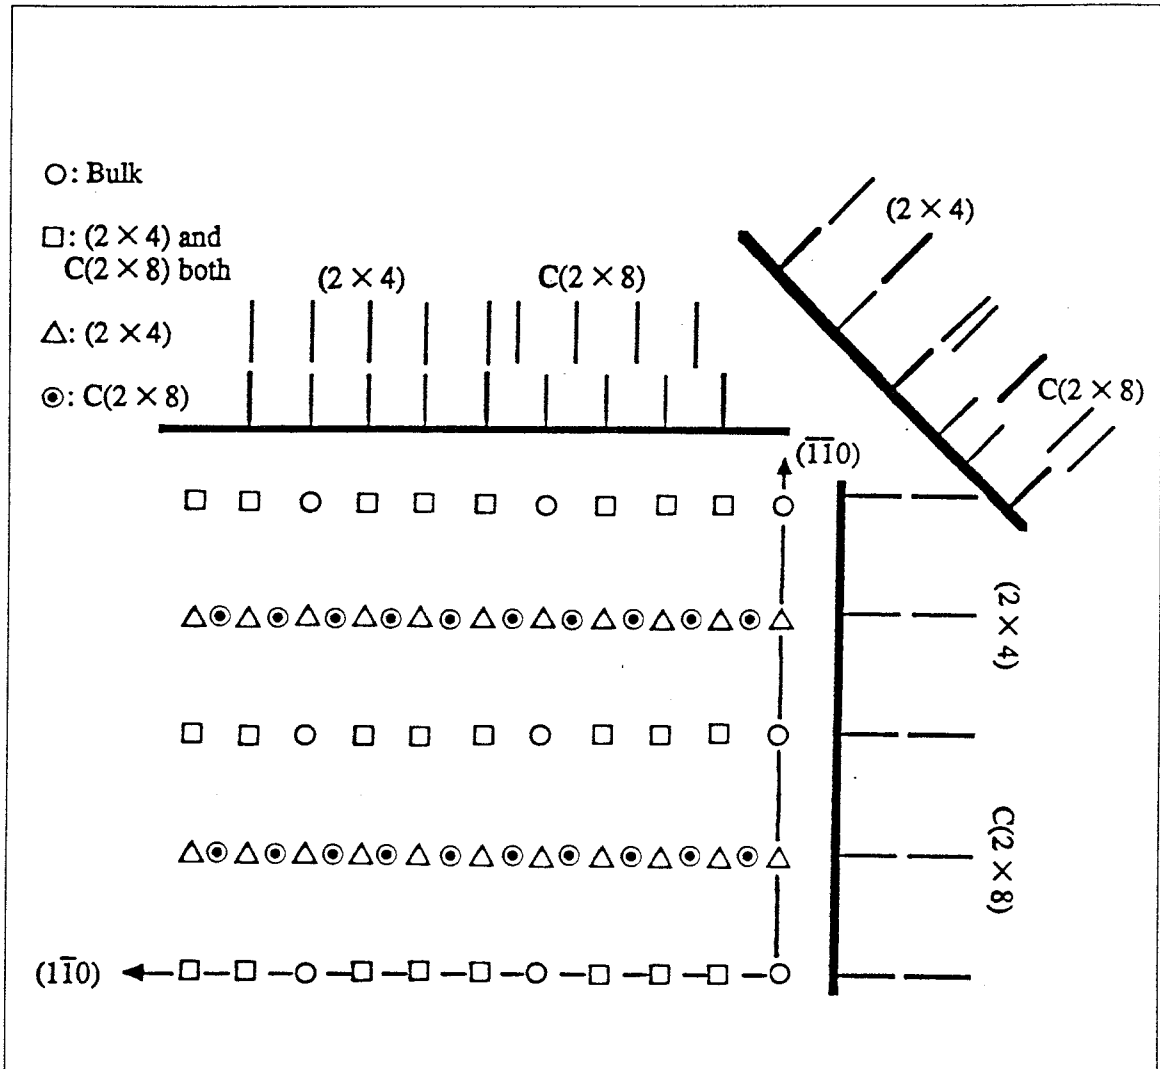 ○: Bulk
□: (2 × 4) and
C(2 × 8) both
△: (2 × 4)
◉: C(2 × 8)
(2 × 4)
C(2 × 8)
(2 × 4)
C(2 × 8)
(1̅1̅0)
(2 × 4)
C(2 × 8)
(11̅0)